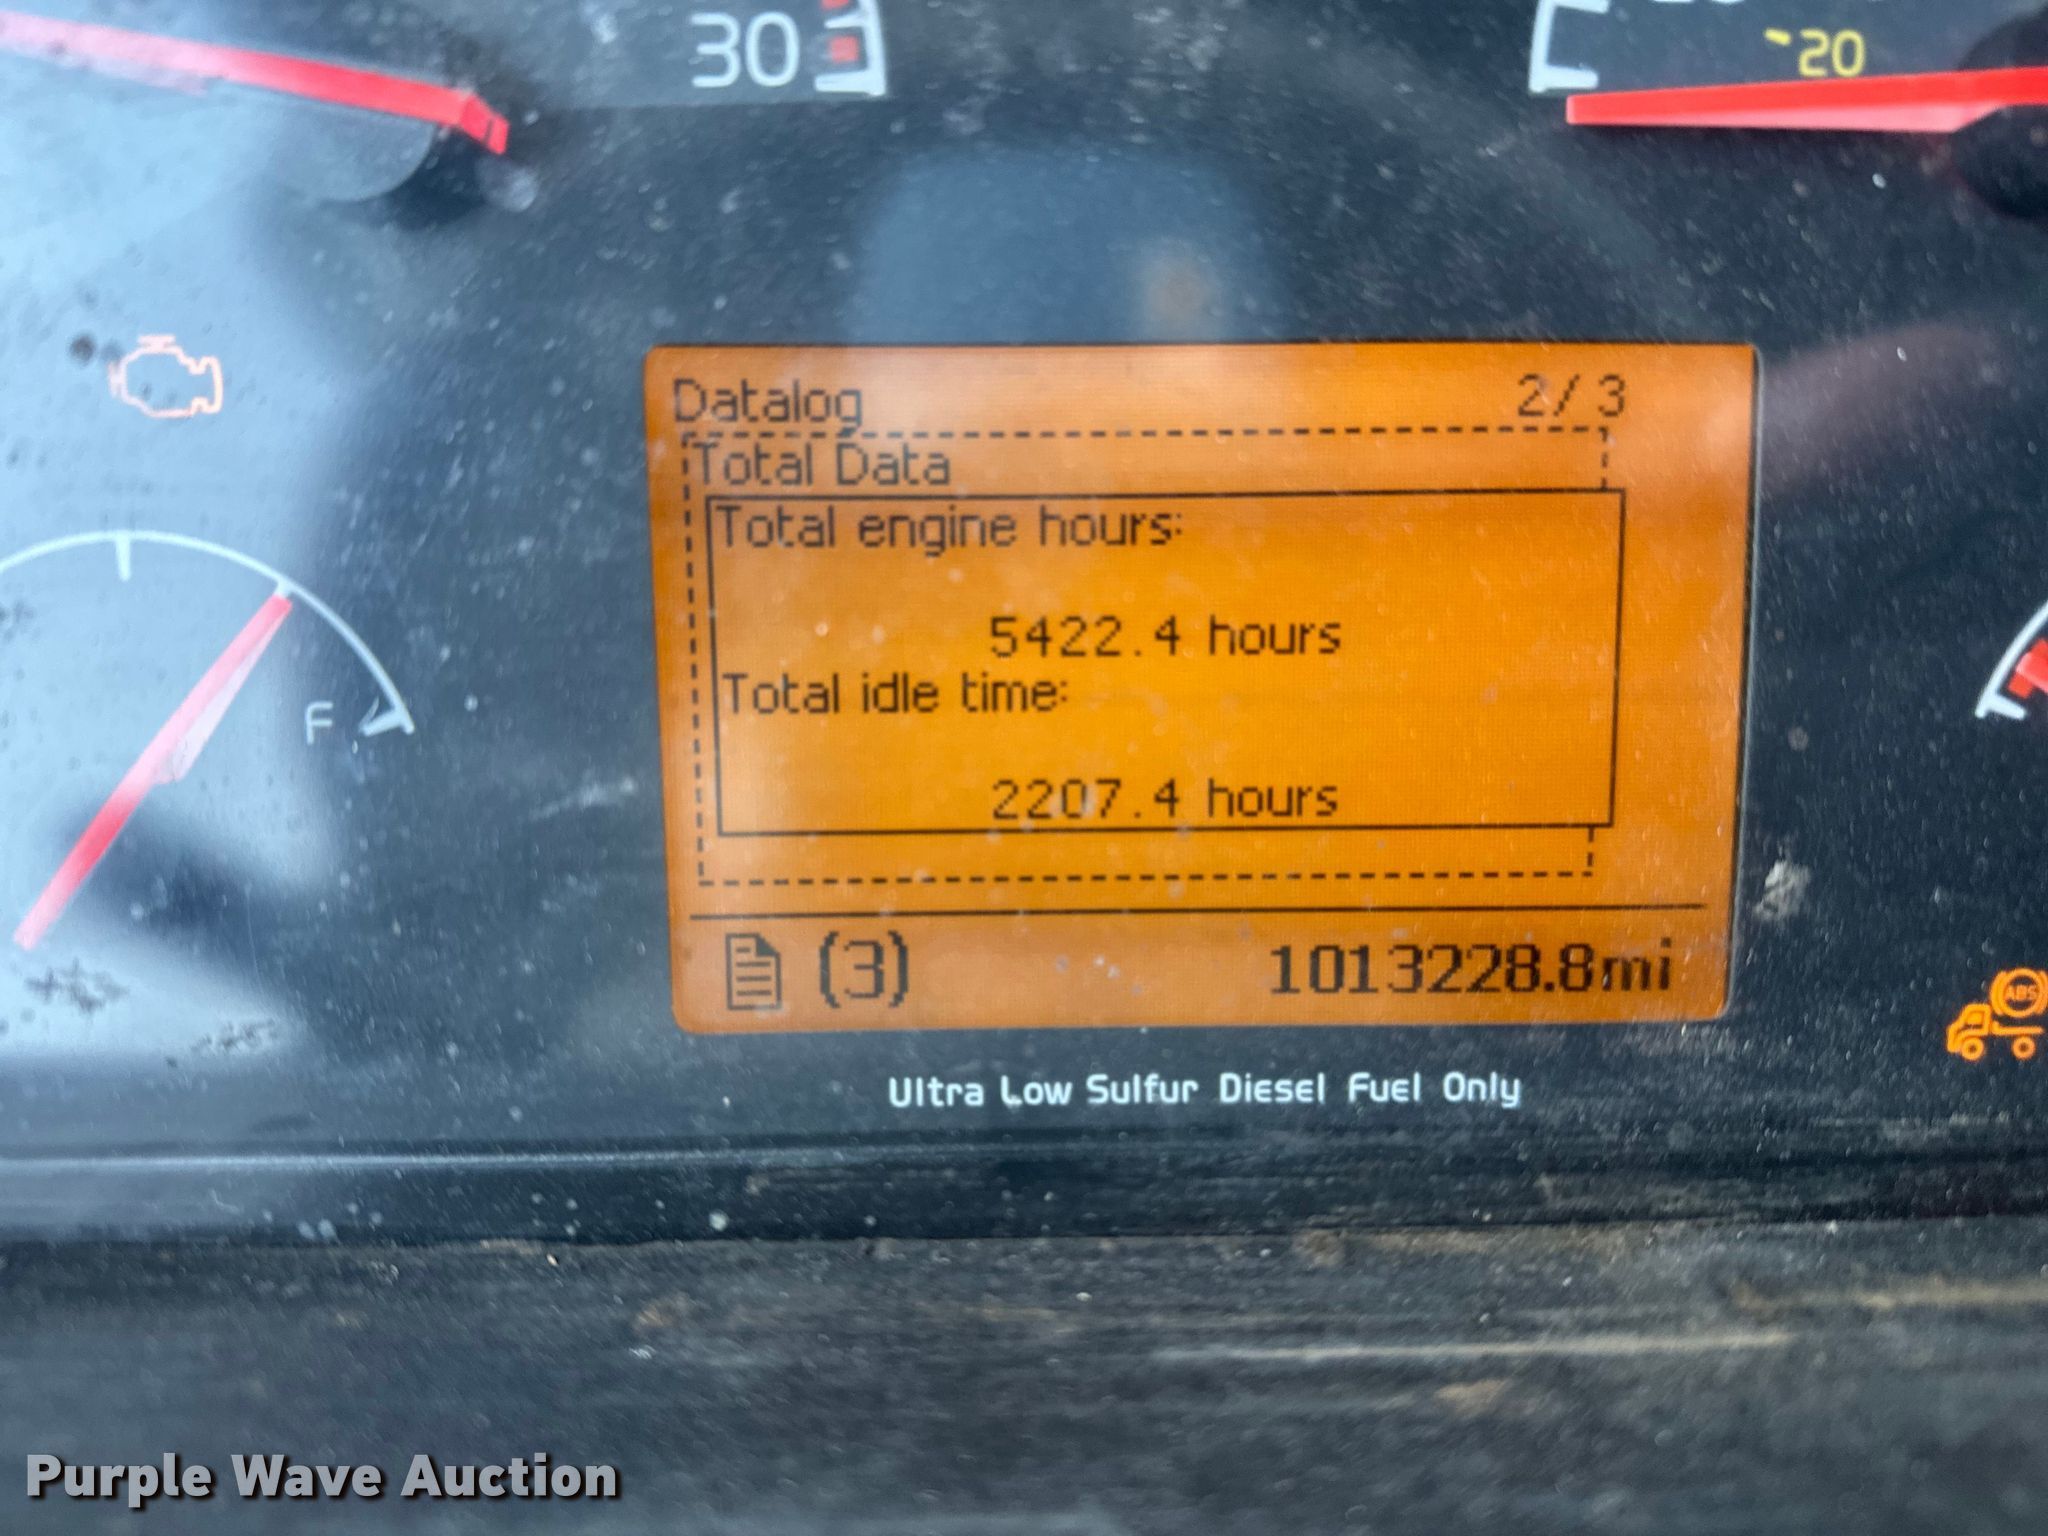 30
20
Datalog 2/3
Total Data
Total engine hours:
5422.4 hours
Total idle time:
2207.4 hours
F
(3) 1013228.8mi
ABS
Ultra Low Sulfur Diesel Fuel Only
Purple Wave Auction